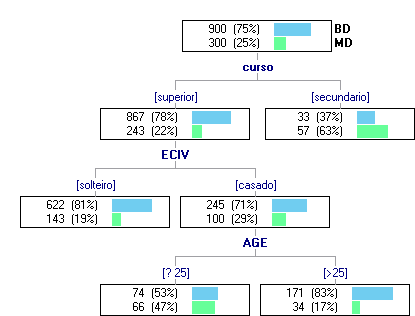 900 (75%) BD
300 (25%) MD
curso
[superior] [secundario]
867 (78%) 33 (37%)
243 (22%) 57 (63%)
ECIV
[solteiro] [casado]
622 (81%) 245 (71%)
143 (19%) 100 (29%)
AGE
[? 25] [>25]
74 (53%) 171 (83%)
66 (47%) 34 (17%)